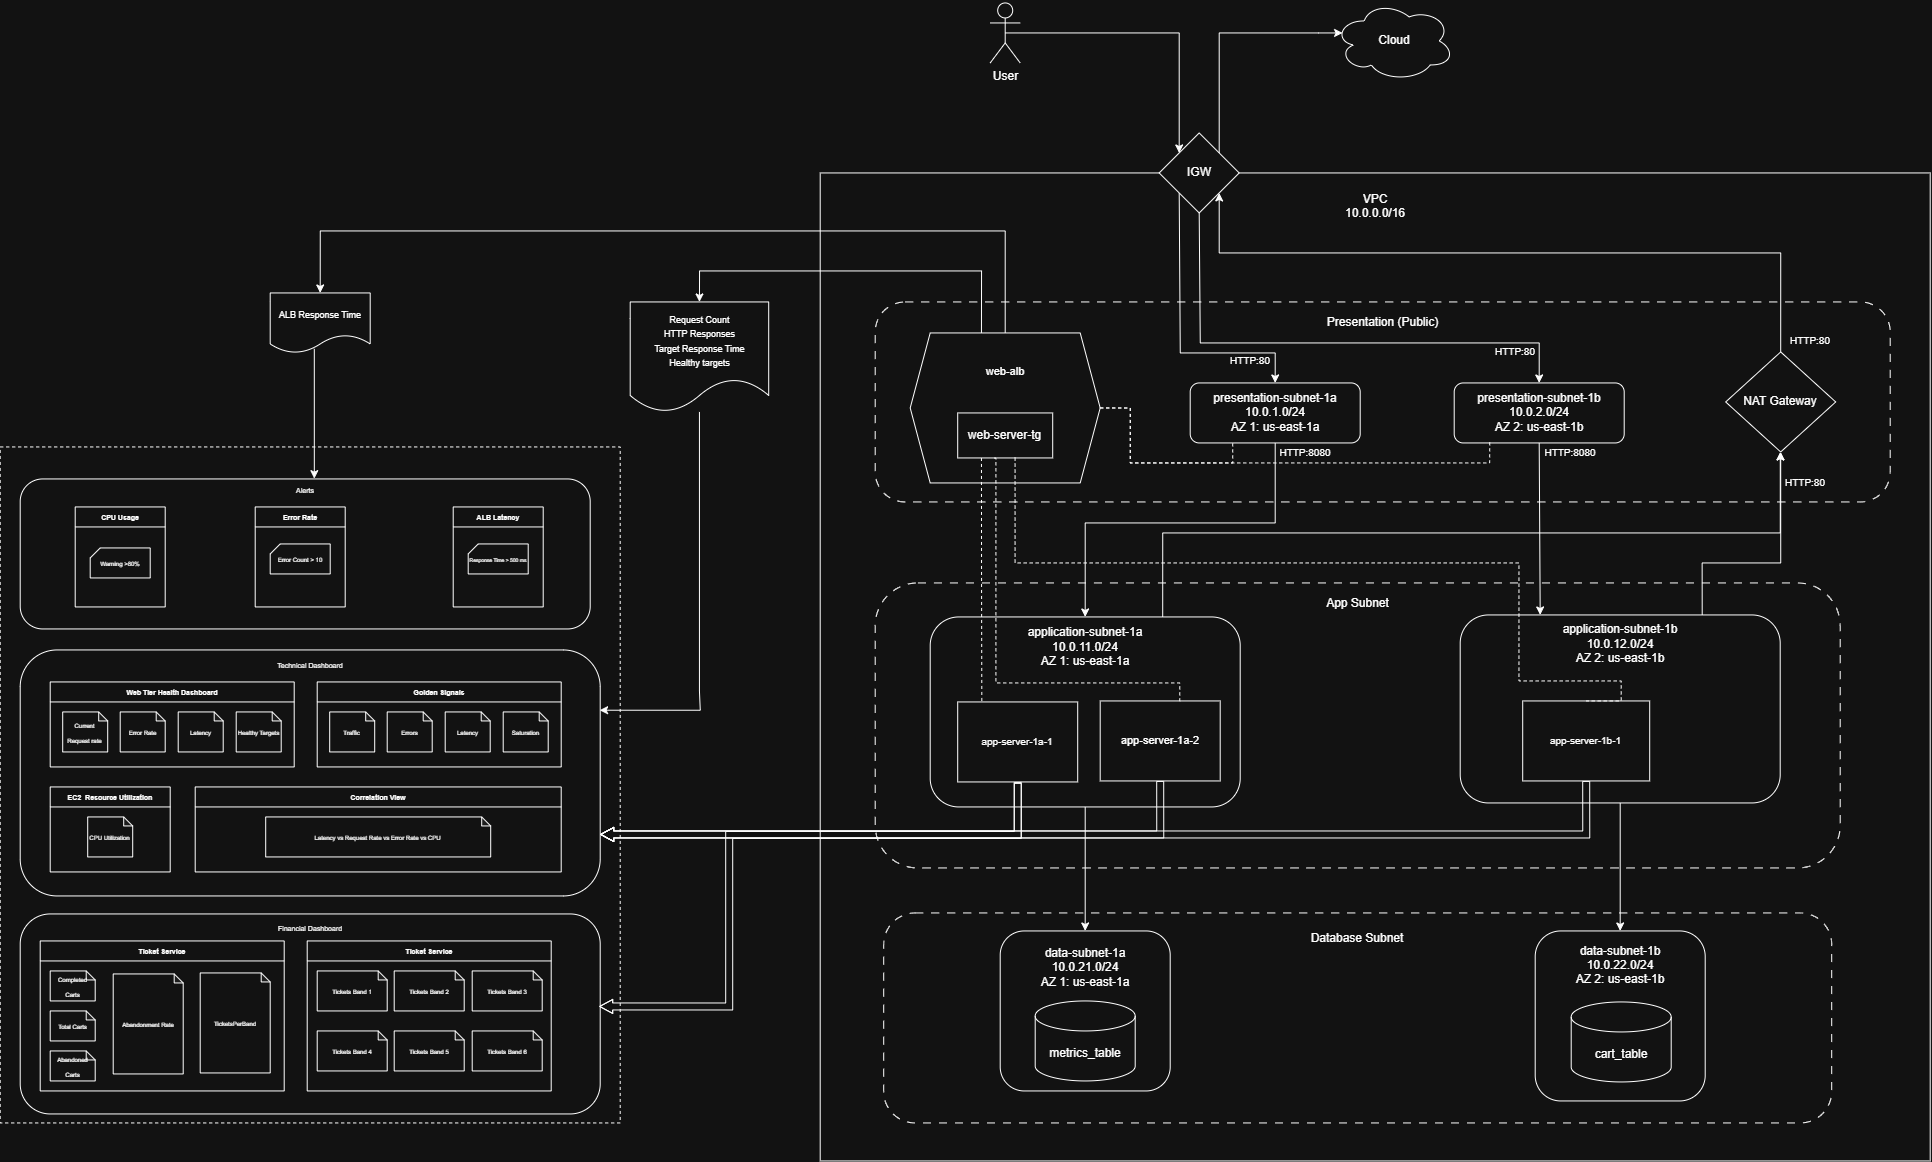 User
Cloud
IGW
VPC
10.0.0.0/16
ALB Response Time
Request Count
HTTP Responses
Target Response Time
Healthy targets
Presentation (Public)
web-alb
web-server-tg
HTTP:80
presentation-subnet-1a
10.0.1.0/24
AZ 1: us-east-1a
HTTP:8080
HTTP:80
presentation-subnet-1b
10.0.2.0/24
AZ 2: us-east-1b
HTTP:8080
HTTP:80
NAT Gateway
HTTP:80
Alerts
CPU Usage
Warning >80%
Error Rate
Error Count > 10
ALB Latency
Response Time > 500 ms
App Subnet
application-subnet-1a
10.0.11.0/24
AZ 1: us-east-1a
app-server-1a-1
app-server-1a-2
application-subnet-1b
10.0.12.0/24
AZ 2: us-east-1b
app-server-1b-1
Technical Dashboard
Web Tier Health Dashboard
Current
Request rate
Error Rate
Latency
Healthy Targets
Golden Signals
Traffic
Errors
Latency
Saturation
EC2 Resource Utilization
CPU Utilization
Correlation View
Latency vs Request Rate vs Error Rate vs CPU
Financial Dashboard
Ticket Service
Completed
Carts
Total Carts
Abandoned
Carts
Abandonment Rate
TicketsPerBand
Ticket Service
Tickets Band 1
Tickets Band 2
Tickets Band 3
Tickets Band 4
Tickets Band 5
Tickets Band 6
Database Subnet
data-subnet-1a
10.0.21.0/24
AZ 1: us-east-1a
metrics_table
data-subnet-1b
10.0.22.0/24
AZ 2: us-east-1b
cart_table